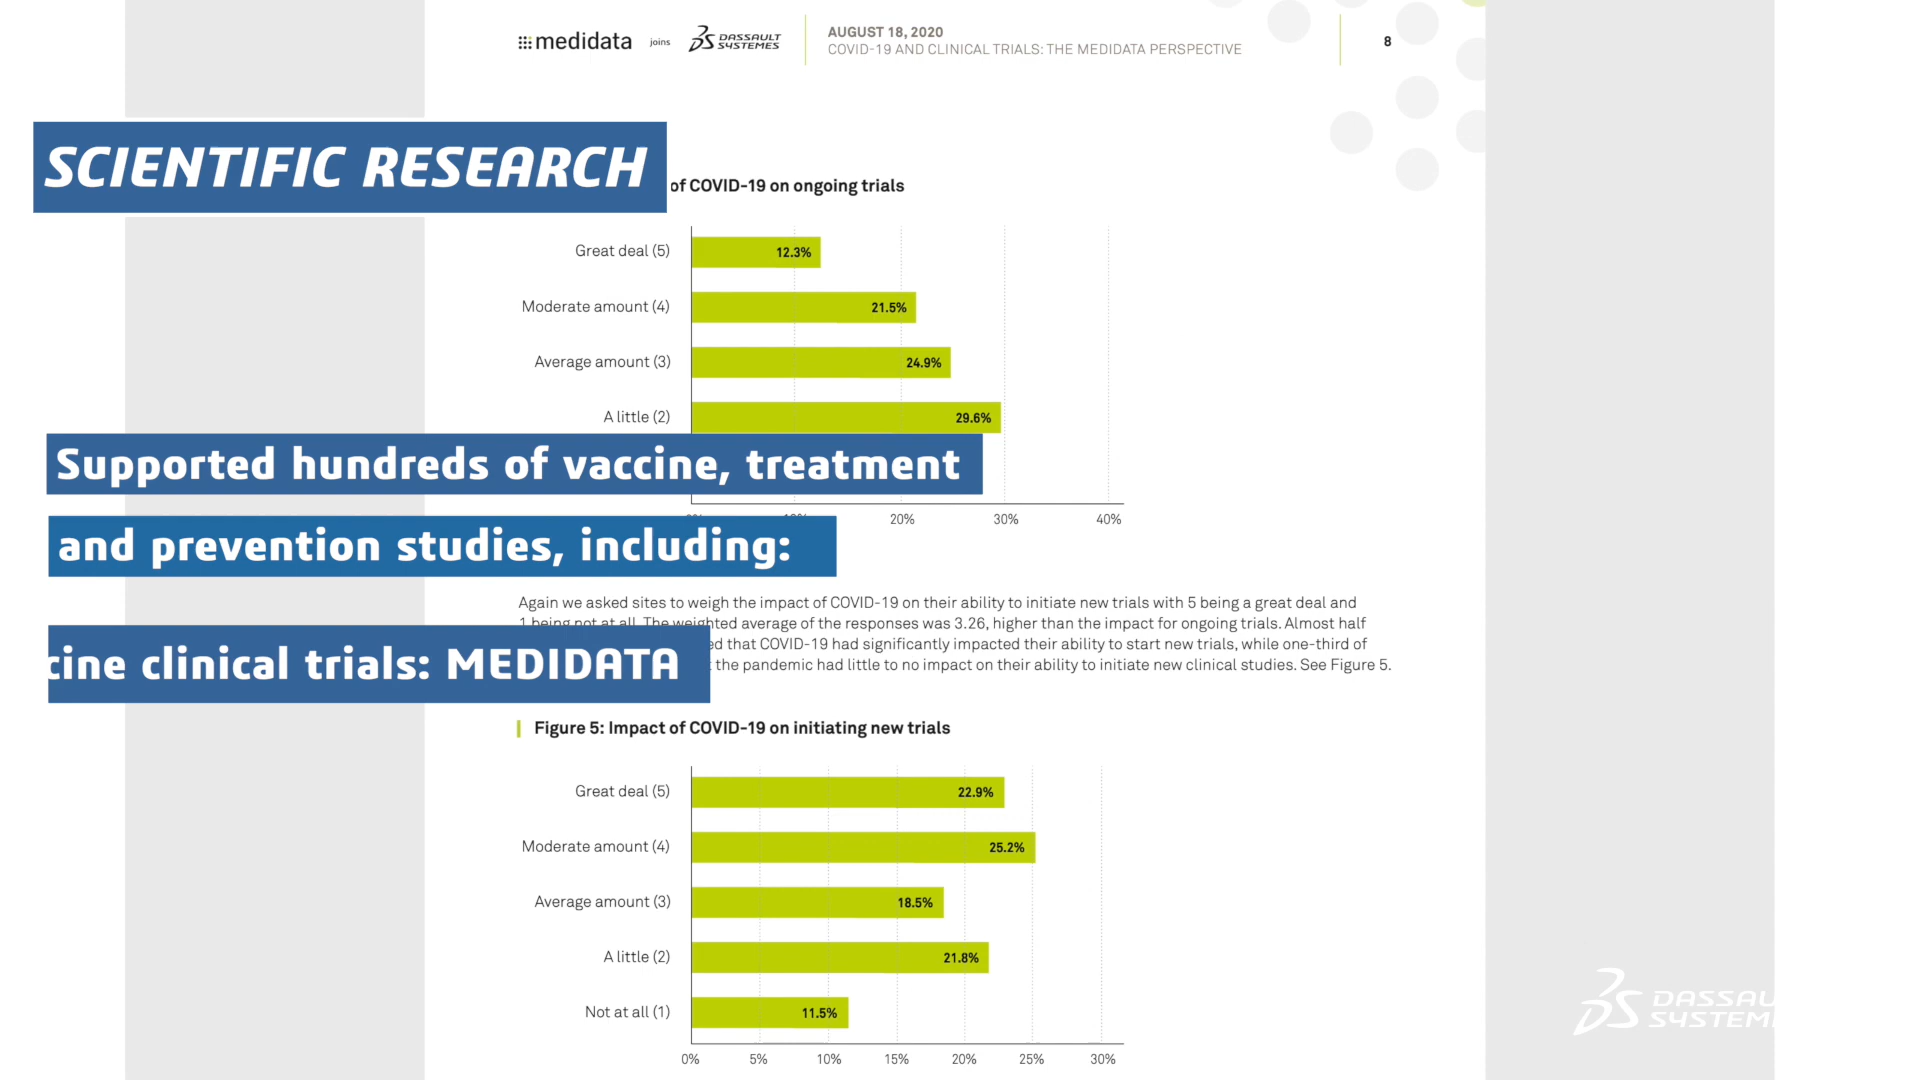 medidata joins DASSAULT SYSTEMES
AUGUST 18, 2020
COVID-19 AND CLINICAL TRIALS: THE MEDIDATA PERSPECTIVE
8
SCIENTIFIC RESEARCH
of COVID-19 on ongoing trials
Great deal (5) 12.3%
Moderate amount (4) 21.5%
Average amount (3) 24.9%
A little (2) 29.6%
Supported hundreds of vaccine, treatment
20% 30% 40%
and prevention studies, including:
Again we asked sites to weigh the impact of COVID-19 on their ability to initiate new trials with 5 being a great deal and
1 being not at all. The weighted average of the responses was 3.26, higher than the impact for ongoing trials. Almost half
that COVID-19 had significantly impacted their ability to start new trials, while one-third of
the pandemic had little to no impact on their ability to initiate new clinical studies. See Figure 5.
cine clinical trials: MEDIDATA
Figure 5: Impact of COVID-19 on initiating new trials
Great deal (5) 22.9%
Moderate amount (4) 25.2%
Average amount (3) 18.5%
A little (2) 21.8%
Not at all (1) 11.5%
0% 5% 10% 15% 20% 25% 30%
DASSAU
SYSTEM